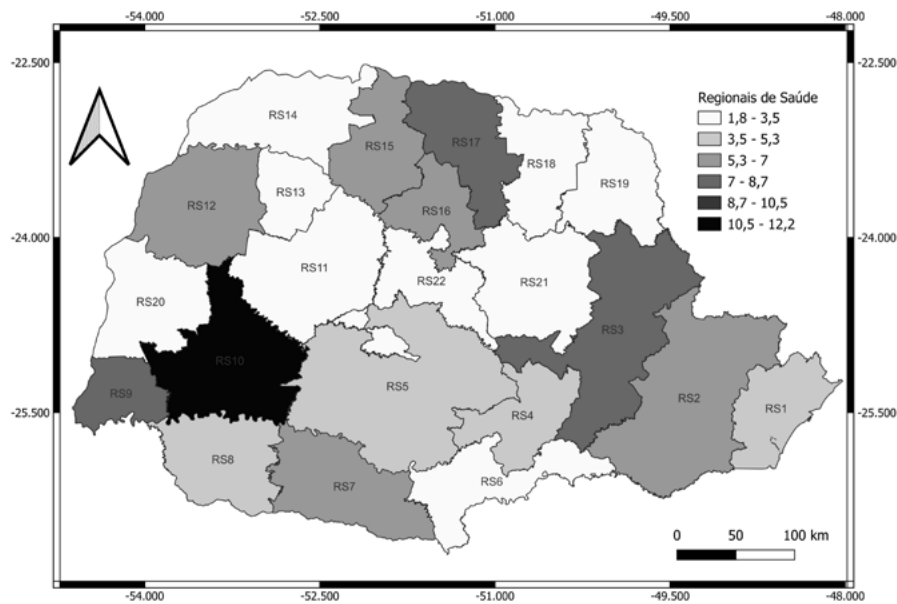 -54.000 -52.500 -51.000 -49.500 -48.000
-22.500 -22.500
Regionais de Saúde
1,8 - 3,5
3,5 - 5,3
5,3 - 7
7 - 8,7
8,7 - 10,5
10,5 - 12,2
RS14
RS15
RS17
RS18
RS19
RS13
RS12
RS16
-24.000 -24.000
RS11
RS22
RS21
RS20
RS3
RS10
RS5
RS9
RS2
RS1
RS4
-25.500 -25.500
RS8
RS7
RS6
0 50 100 km
-54.000 -52.500 -51.000 -49.500 -48.000